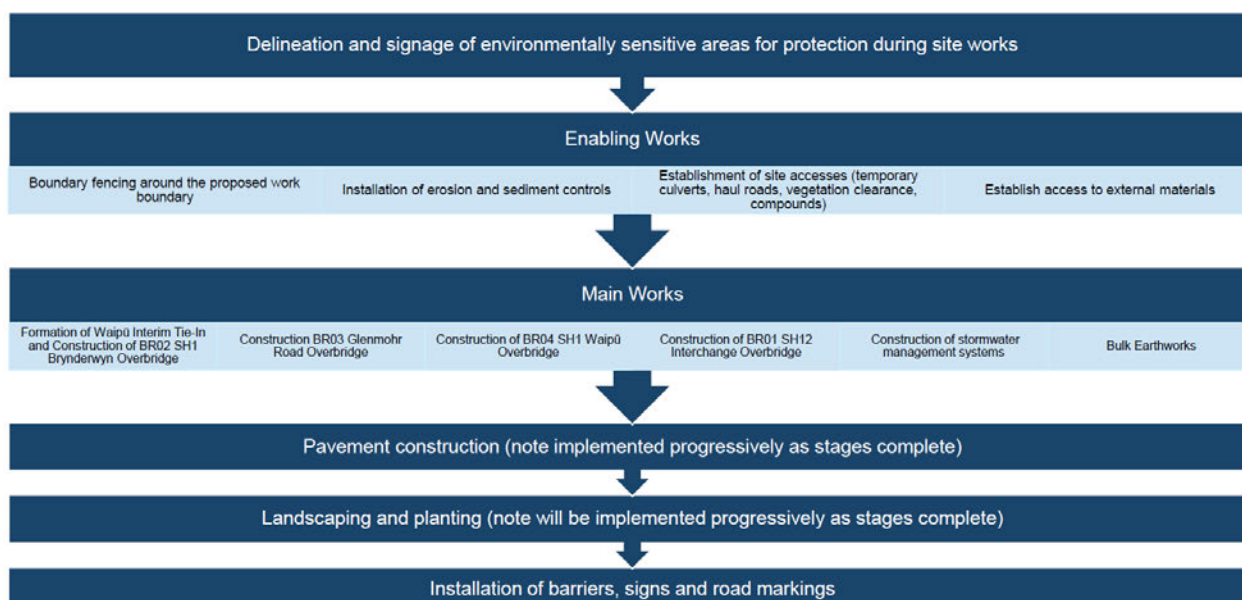 Delineation and signage of environmentally sensitive areas for protection during site works
Enabling Works
Boundary fencing around the proposed work
boundary
Installation of erosion and sediment controls
Establishment of site accesses (temporary
culverts, haul roads, vegetation clearance,
compounds)
Establish access to external materials
Main Works
Formation of Waipū Interim Tie-In
and Construction of BR02 SH1
Brynderwyn Overbridge
Construction BR03 Glenmohr
Road Overbridge
Construction of BR04 SH1 Waipū
Overbridge
Construction of BR01 SH12
Interchange Overbridge
Construction of stormwater
management systems
Bulk Earthworks
Pavement construction (note implemented progressively as stages complete)
Landscaping and planting (note will be implemented progressively as stages complete)
Installation of barriers, signs and road markings